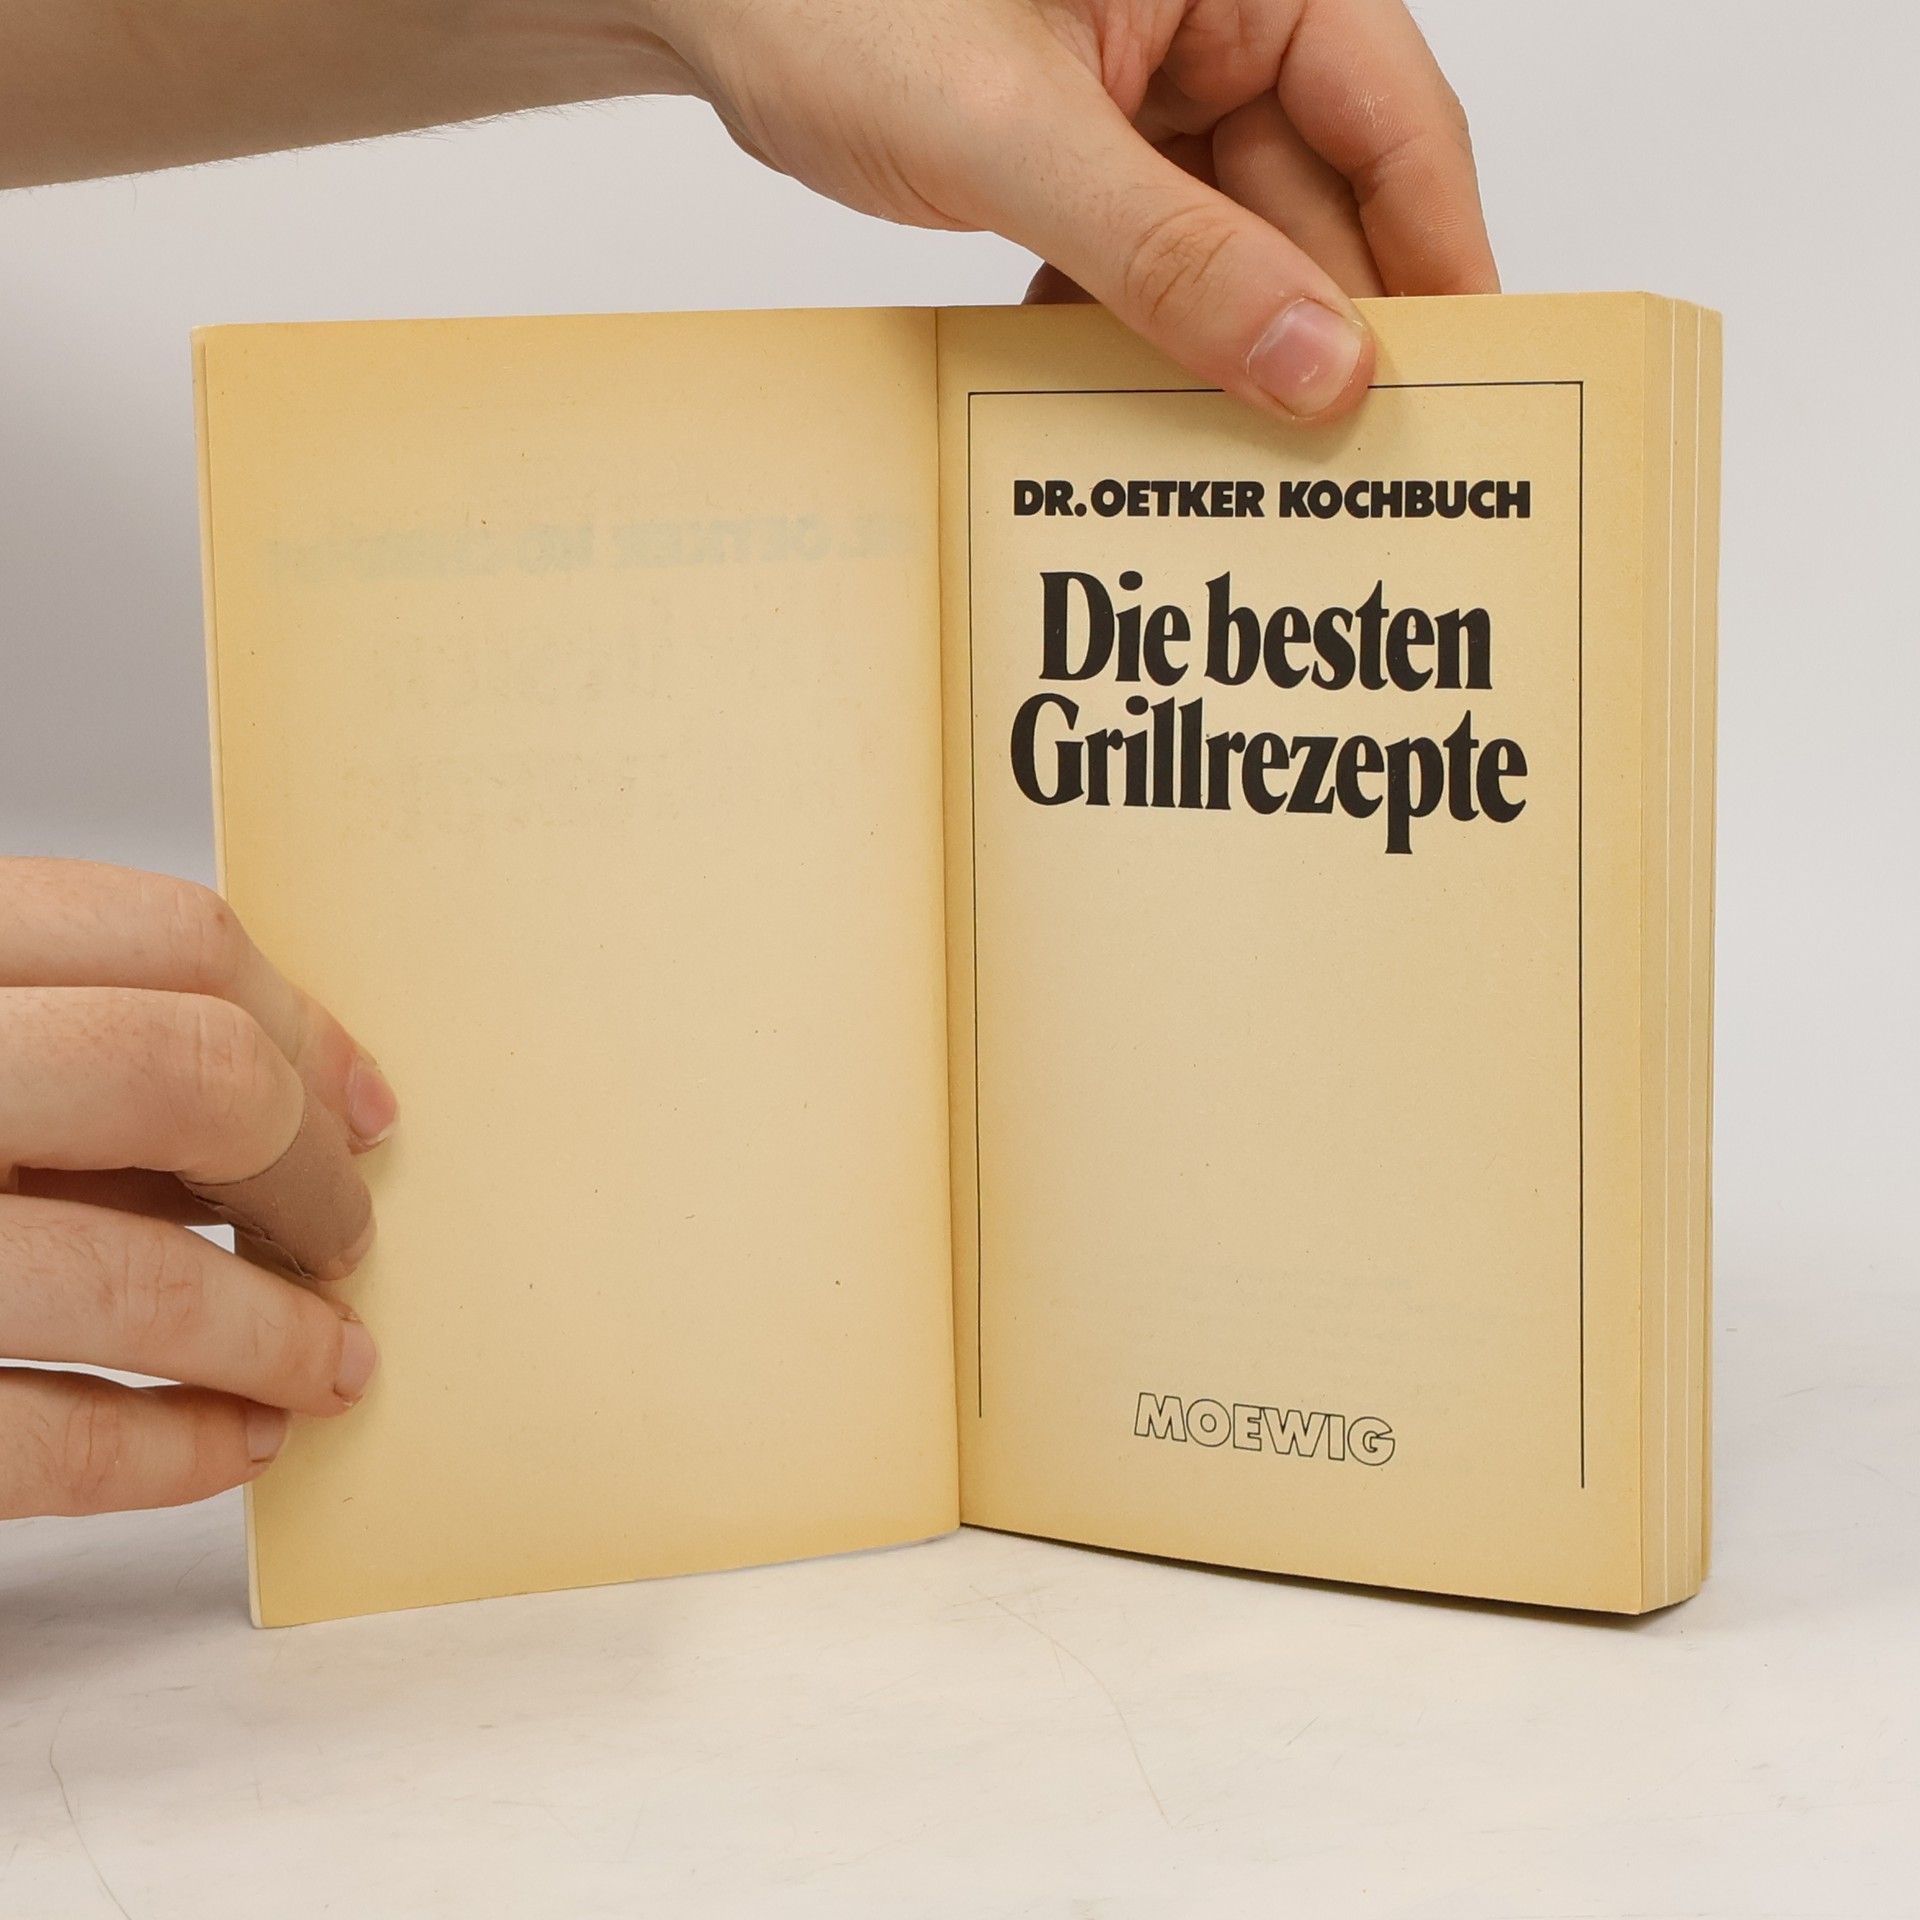 DR. OETKER KOCHBUCH
Die besten
Grillrezepte
MOEWIG